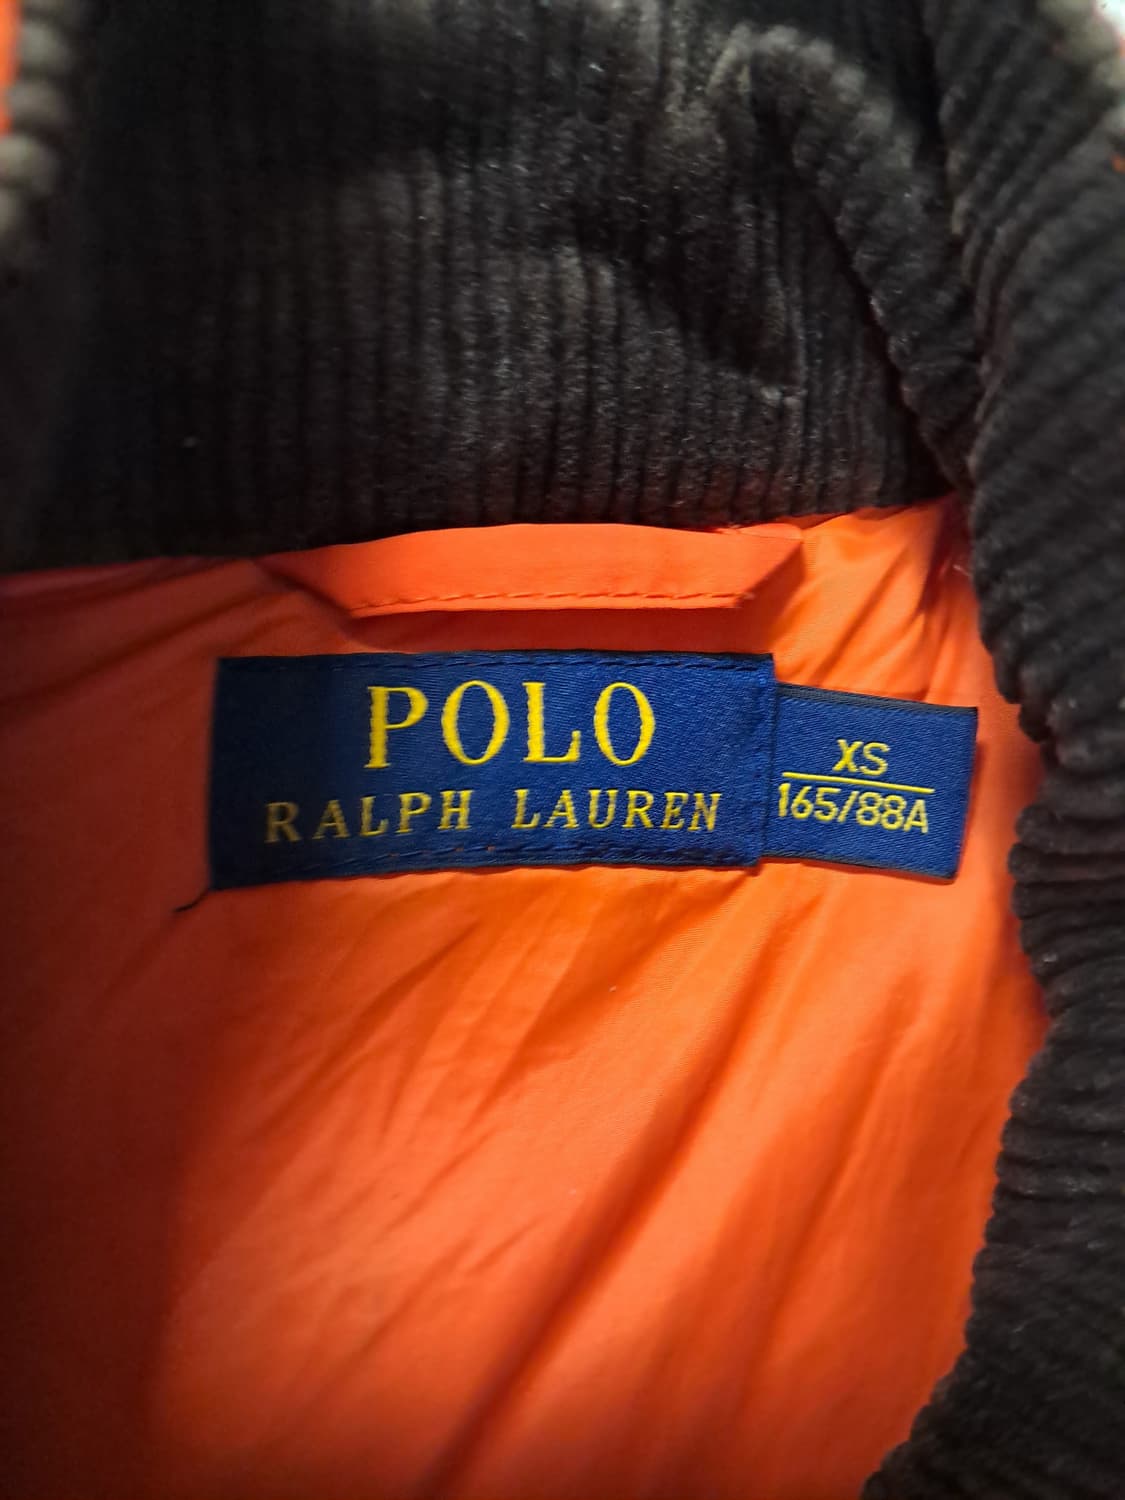 POLO
RALPH LAUREN
XS
165/88A